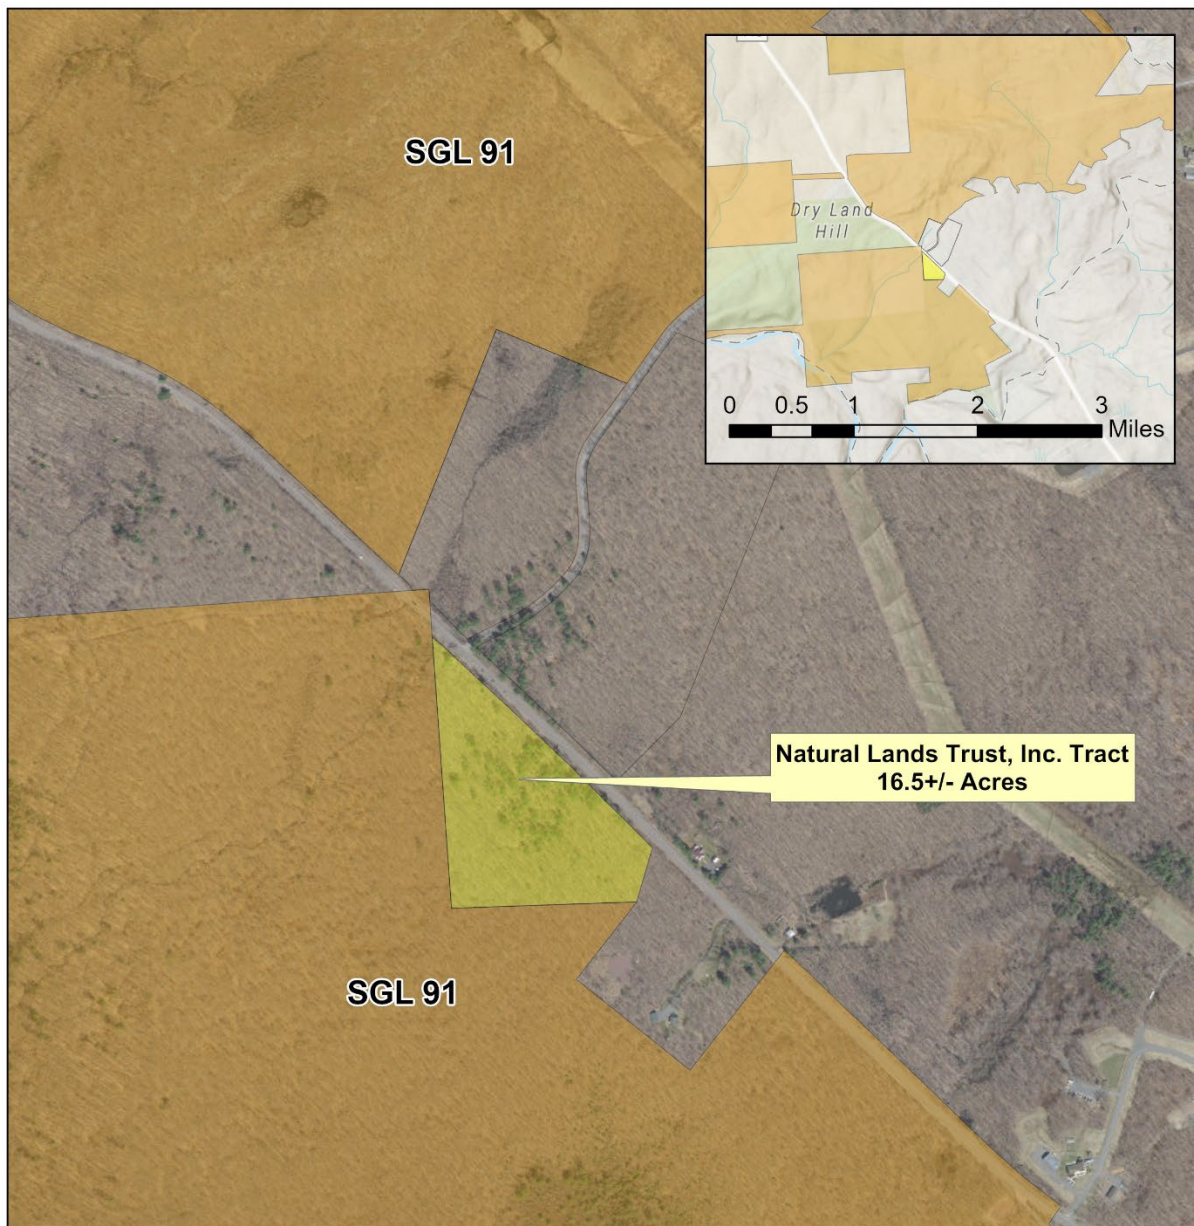 SGL 91
Dry Land
Hill
0 0.5 1 2 3
Miles
Natural Lands Trust, Inc. Tract
16.5+/- Acres
SGL 91